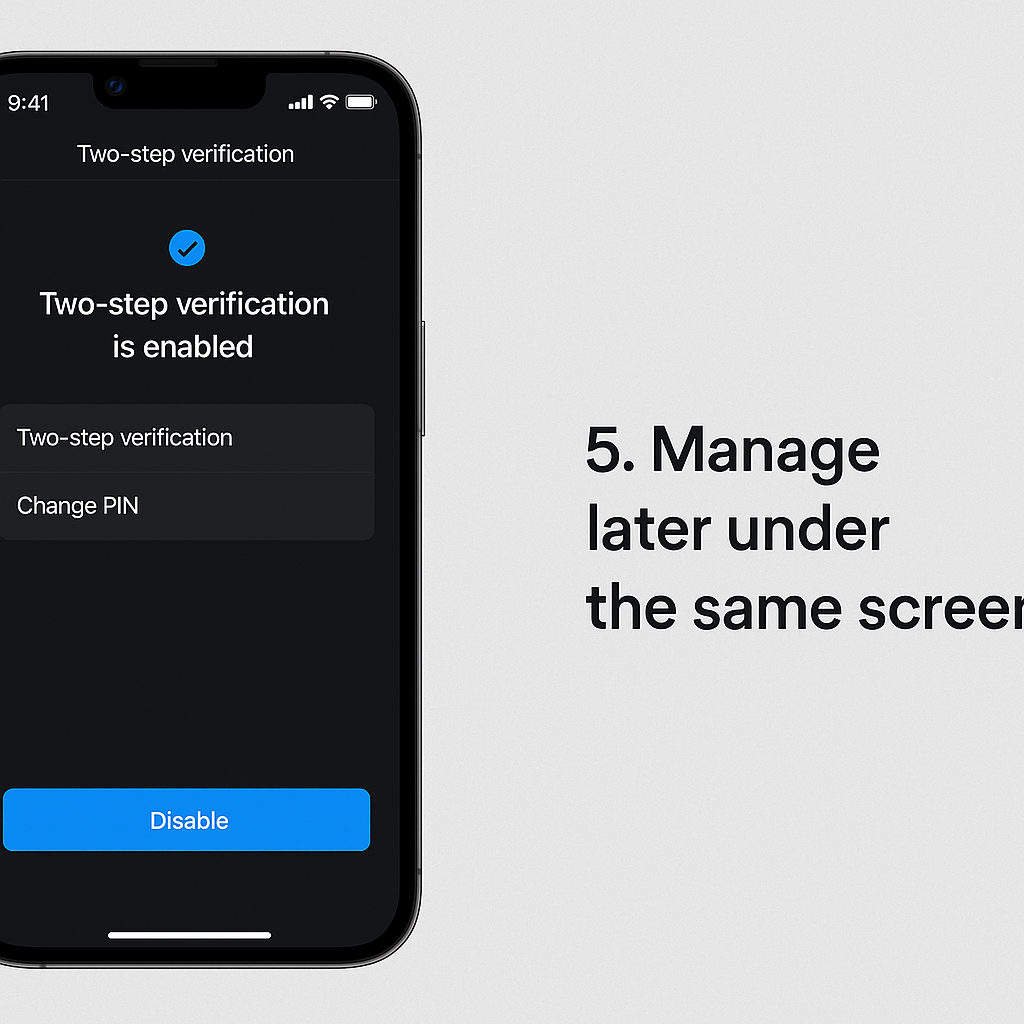 9:41
Two-step verification
Two-step verification
is enabled
Two-step verification
Change PIN
Disable
5. Manage
later under
the same screen